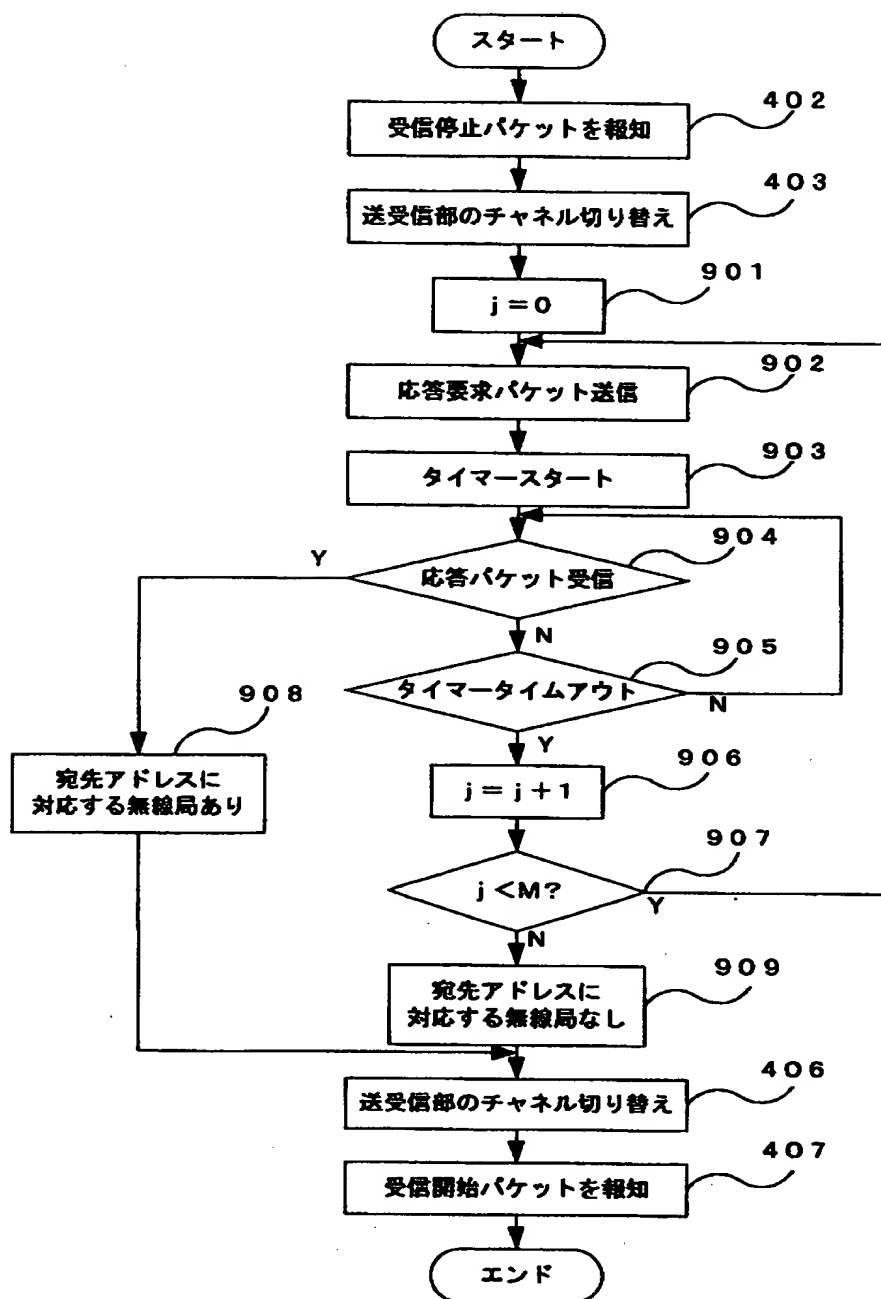 スタート
402
受信停止パケットを報知
403
送受信部のチャネル切り替え
901
j=0
902
応答要求パケット送信
903
タイマースタート
904
Y
応答パケット受信
N
905
タイマータイムアウト
N
908
Y
906
宛先アドレスに
対応する無線局あり
j=j+1
907
j<M?
Y
N
909
宛先アドレスに
対応する無線局なし
406
送受信部のチャネル切り替え
407
受信開始パケットを報知
エンド